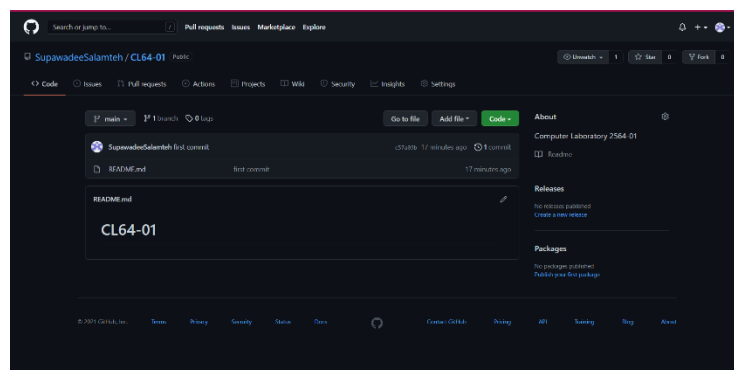 Search or jump to... / Pull requests Issues Marketplace Explore
SupawadeeSalamteh / CL64-01 Public
Unwatch 1 Star 0 Fork 0
Code Issues Pull requests Actions Projects Wiki Security Insights Settings
main 1 branch 0 tags Go to file Add file Code
SupawadeeSalamteh first commit 17 minutes ago 1 commit
README.md first commit 17 minutes ago
README.md
CL64-01
About
Computer Laboratory 2564-01
Readme
Releases
No releases published
Create a new release
Packages
No packages published
Publish your first package
© 2021 GitHub, Inc. Terms Privacy Security Status Docs Contact GitHub Pricing API Training Blog About